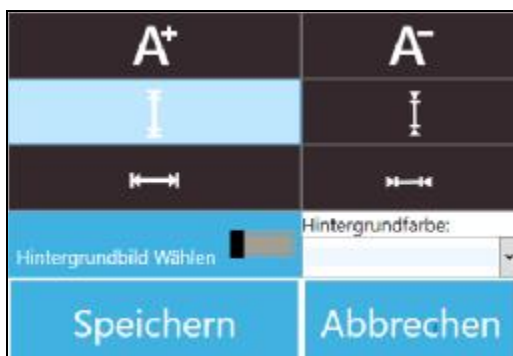 A+ A-
Hintergrundfarbe:
Hintergrundbild Wählen
Speichern Abbrechen